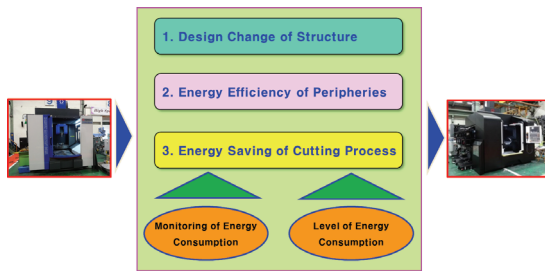 1. Design Change of Structure
2. Energy Efficiency of Peripheries
3. Energy Saving of Cutting Process
Monitoring of Energy
Consumption
Level of Energy
Consumption